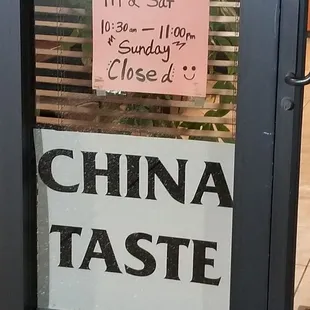 Fri & Sat
10:30am — 11:00pm
Sunday
Closed
CHINA
TASTE